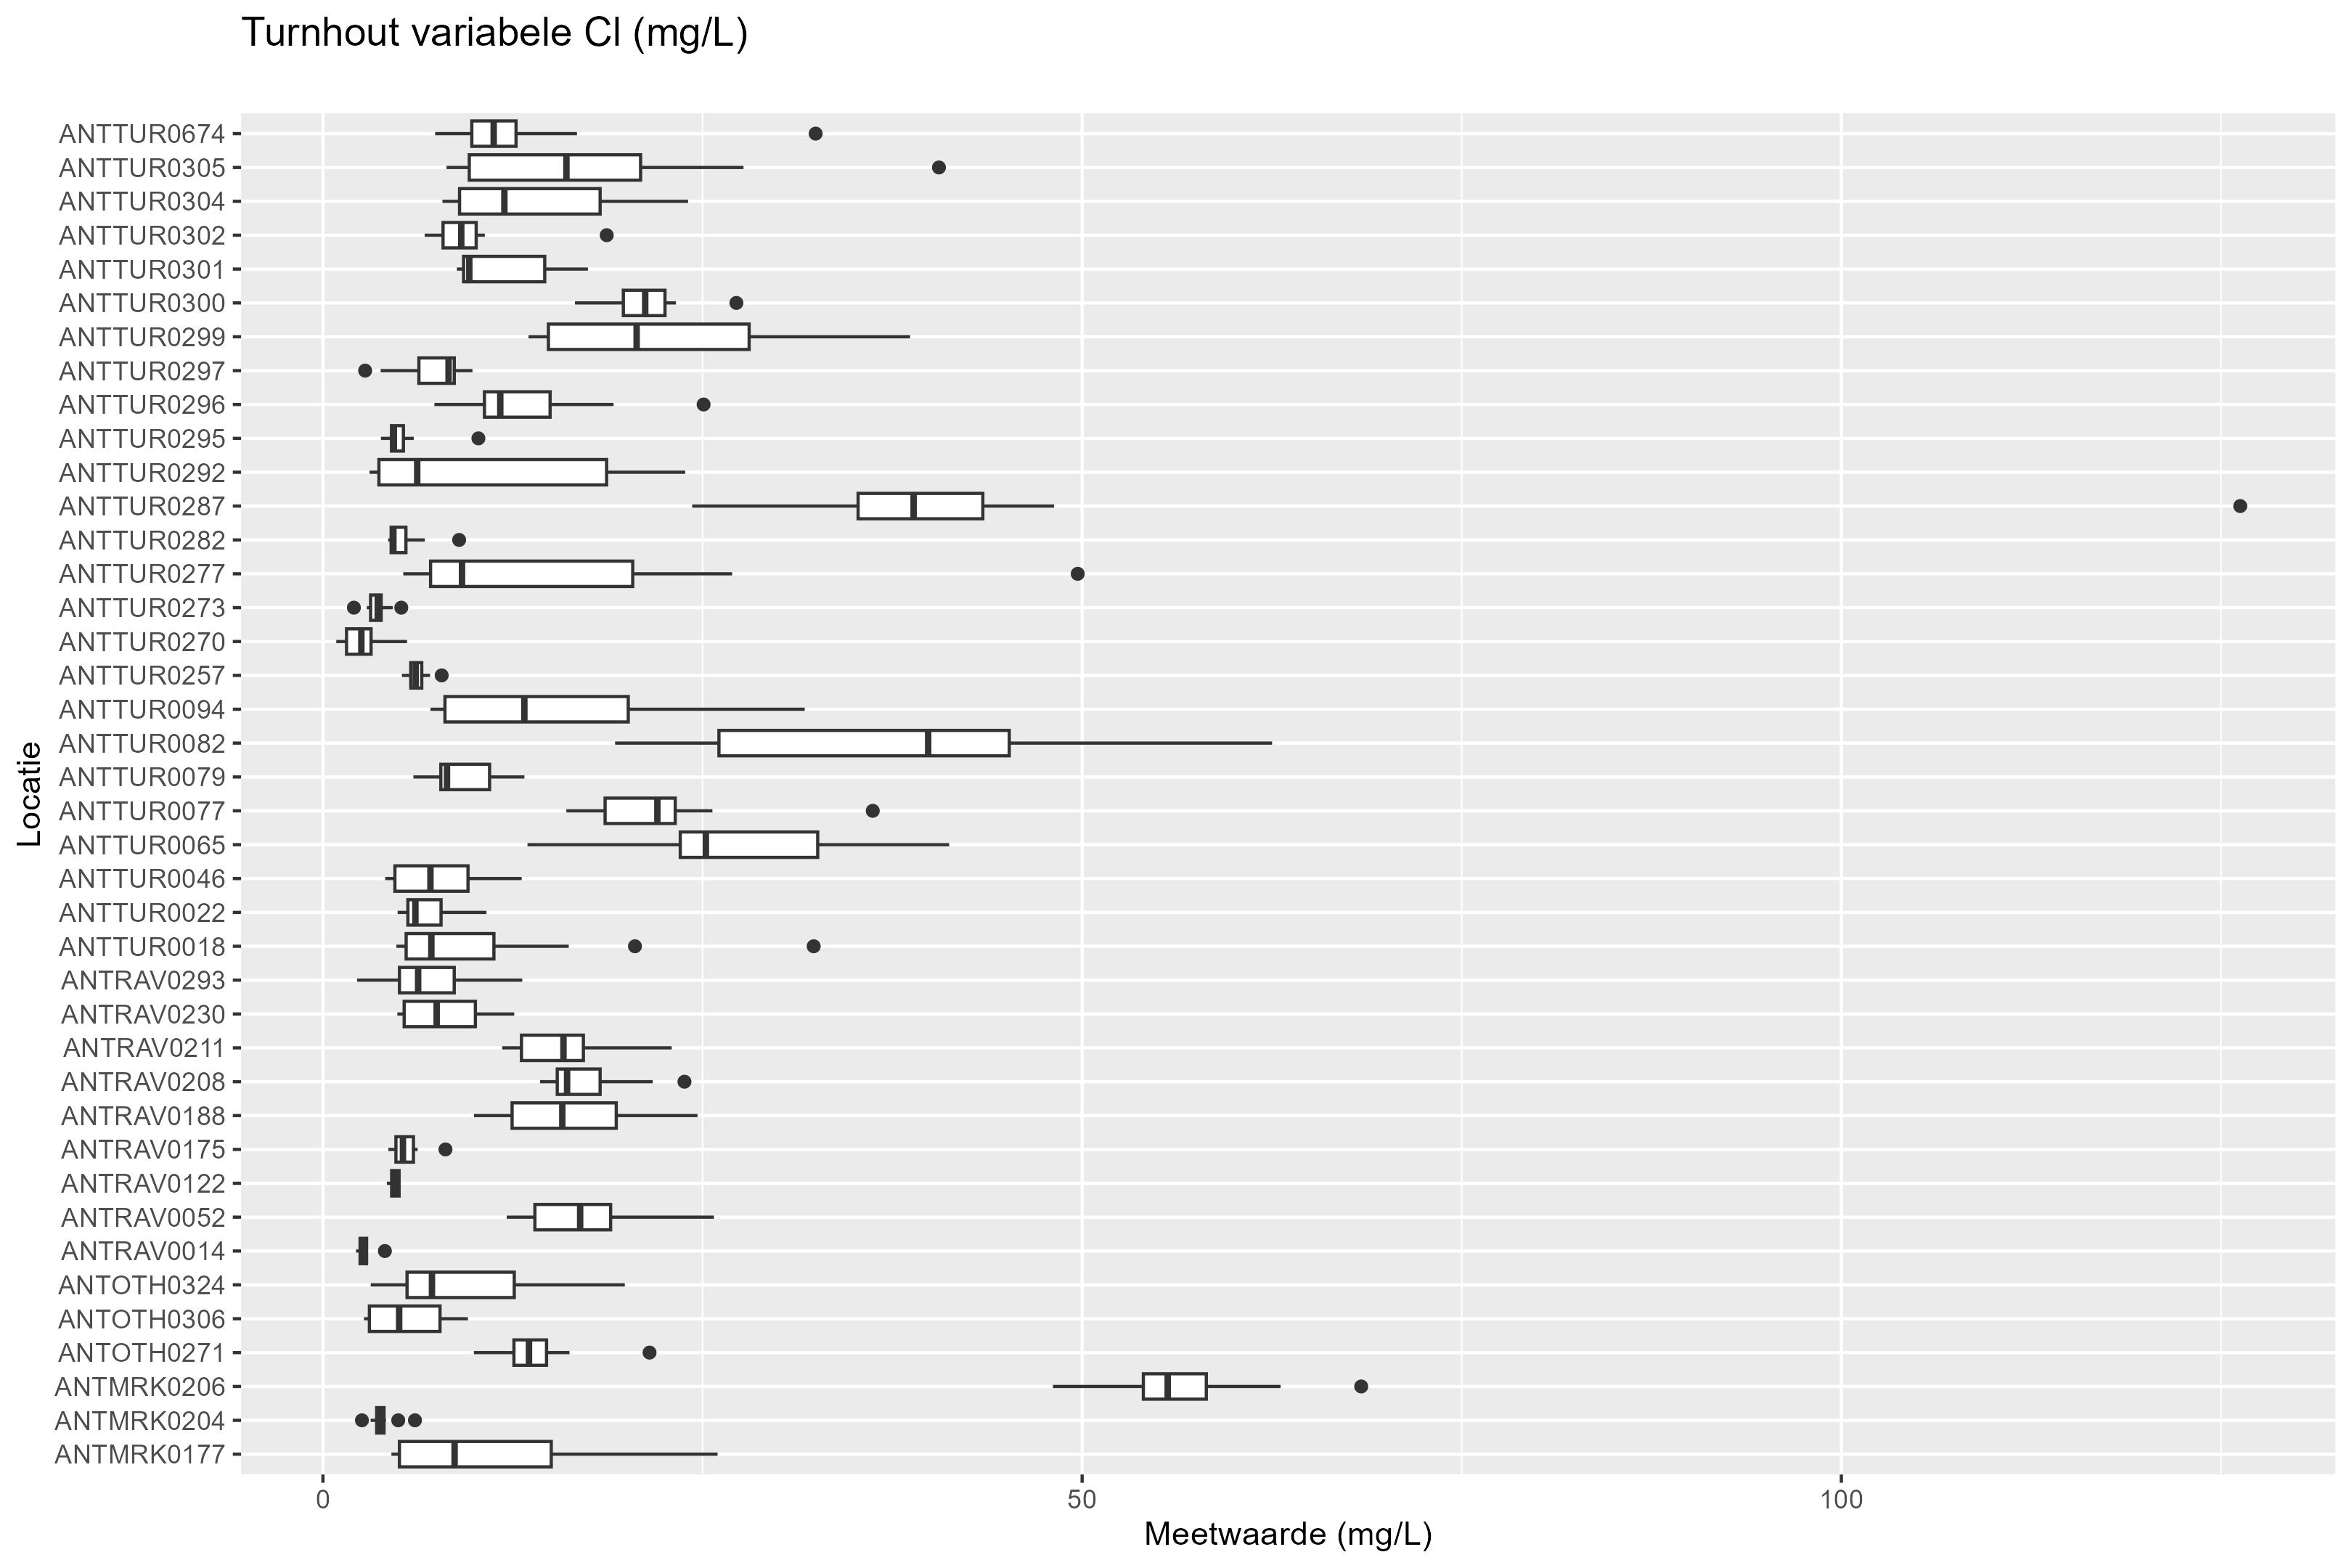 Turnhout variabele Cl (mg/L)
ANTTUR0674
ANTTUR0305
ANTTUR0304
ANTTUR0302
ANTTUR0301
ANTTUR0300
ANTTUR0299
ANTTUR0297
ANTTUR0296
ANTTUR0295
ANTTUR0292
ANTTUR0287
ANTTUR0282
ANTTUR0277
ANTTUR0273
ANTTUR0270
ANTTUR0257
ANTTUR0094
ANTTUR0082
ANTTUR0079
ANTTUR0077
ANTTUR0065
ANTTUR0046
ANTTUR0022
ANTTUR0018
ANTRAV0293
ANTRAV0230
ANTRAV0211
ANTRAV0208
ANTRAV0188
ANTRAV0175
ANTRAV0122
ANTRAV0052
ANTRAV0014
ANTOTH0324
ANTOTH0306
ANTOTH0271
ANTMRK0206
ANTMRK0204
ANTMRK0177
Locatie
0 50 100
Meetwaarde (mg/L)